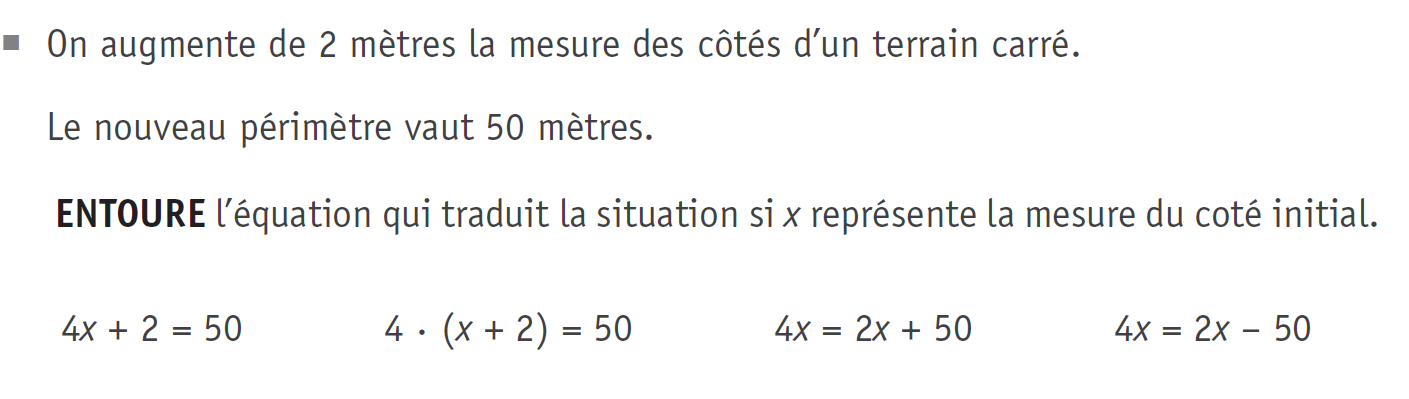 ■ On augmente de 2 mètres la mesure des côtés d’un terrain carré.
Le nouveau périmètre vaut 50 mètres.
ENTOURE l’équation qui traduit la situation si x représente la mesure du coté initial.
4x + 2 = 50 4 · (x + 2) = 50 4x = 2x + 50 4x = 2x – 50